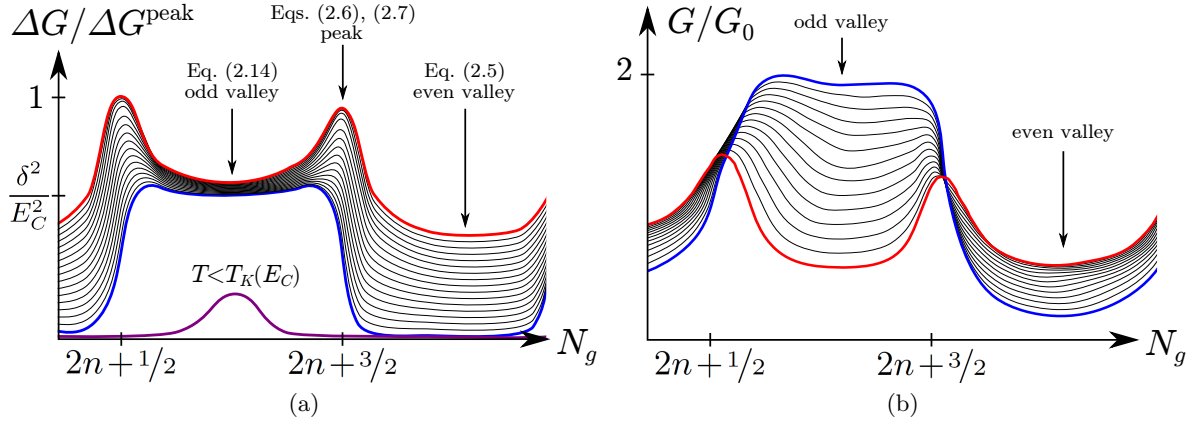 ΔG/ΔG^peak
Eqs. (2.6), (2.7)
peak
Eq. (2.14)
odd valley
Eq. (2.5)
even valley
1
δ²
E_C²
T<T_K(E_C)
2n + 1/2
2n + 3/2
N_g
(a)
G/G₀
odd valley
2
even valley
2n + 1/2
2n + 3/2
N_g
(b)